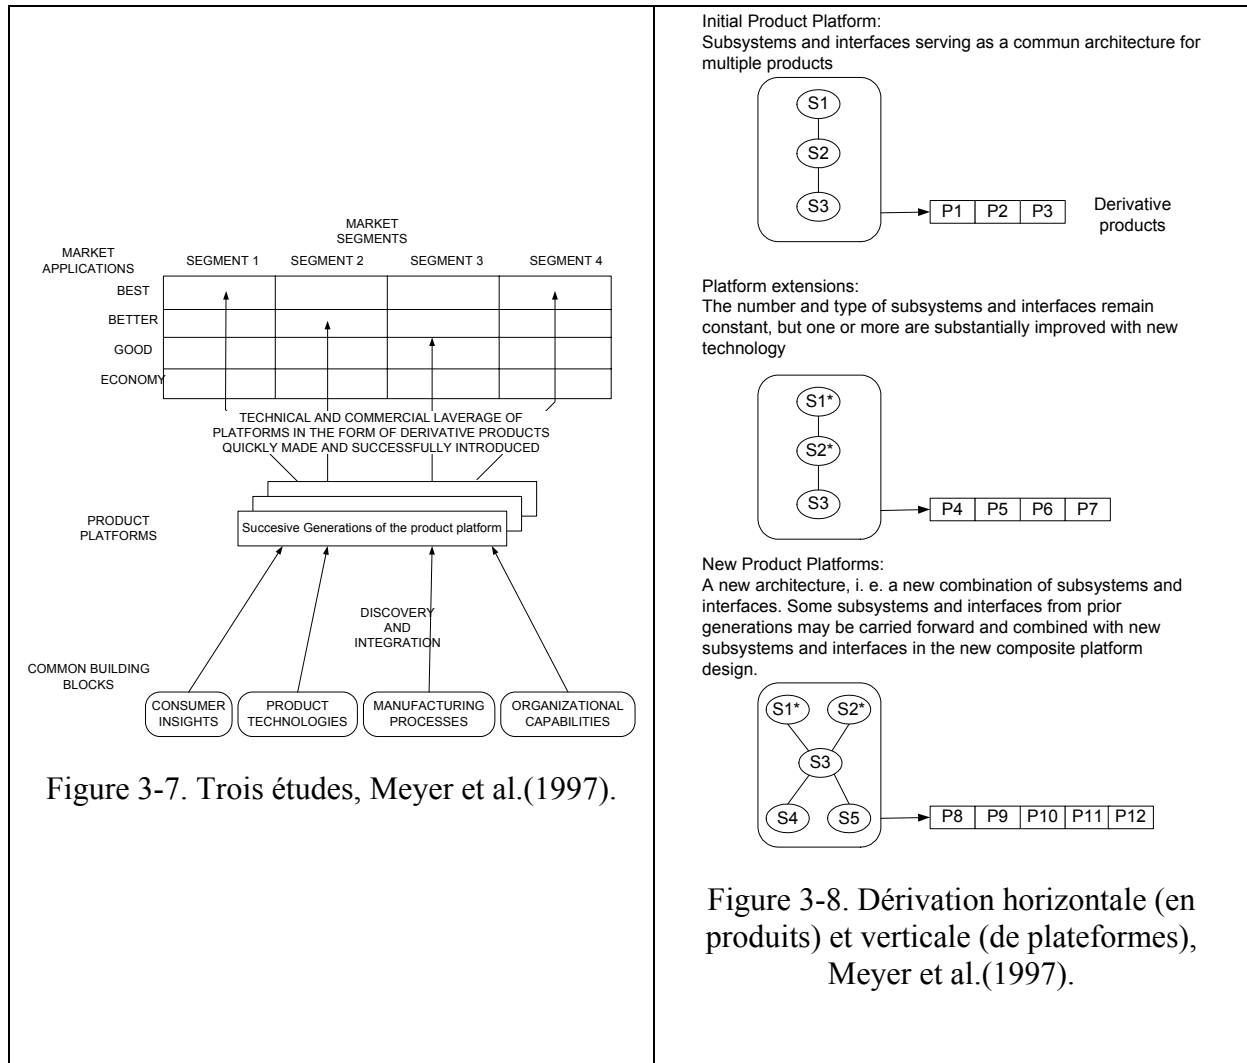 MARKET
SEGMENTS
MARKET
APPLICATIONS
SEGMENT 1 SEGMENT 2 SEGMENT 3 SEGMENT 4
BEST
BETTER
GOOD
ECONOMY
TECHNICAL AND COMMERCIAL LAVERAGE OF
PLATFORMS IN THE FORM OF DERIVATIVE PRODUCTS
QUICKLY MADE AND SUCCESSFULLY INTRODUCED
PRODUCT
PLATFORMS
Succesive Generations of the product platform
DISCOVERY
AND
INTEGRATION
COMMON BUILDING
BLOCKS
CONSUMER
INSIGHTS
PRODUCT
TECHNOLOGIES
MANUFACTURING
PROCESSES
ORGANIZATIONAL
CAPABILITIES
Figure 3-7. Trois études, Meyer et al.(1997).
Initial Product Platform:
Subsystems and interfaces serving as a commun architecture for
multiple products
S1
S2
S3
P1 P2 P3
Derivative
products
Platform extensions:
The number and type of subsystems and interfaces remain
constant, but one or more are substantially improved with new
technology
S1*
S2*
S3
P4 P5 P6 P7
New Product Platforms:
A new architecture, i. e. a new combination of subsystems and
interfaces. Some subsystems and interfaces from prior
generations may be carried forward and combined with new
subsystems and interfaces in the new composite platform
design.
S1* S2*
S3
S4 S5
P8 P9 P10 P11 P12
Figure 3-8. Dérivation horizontale (en
produits) et verticale (de plateformes),
Meyer et al.(1997).